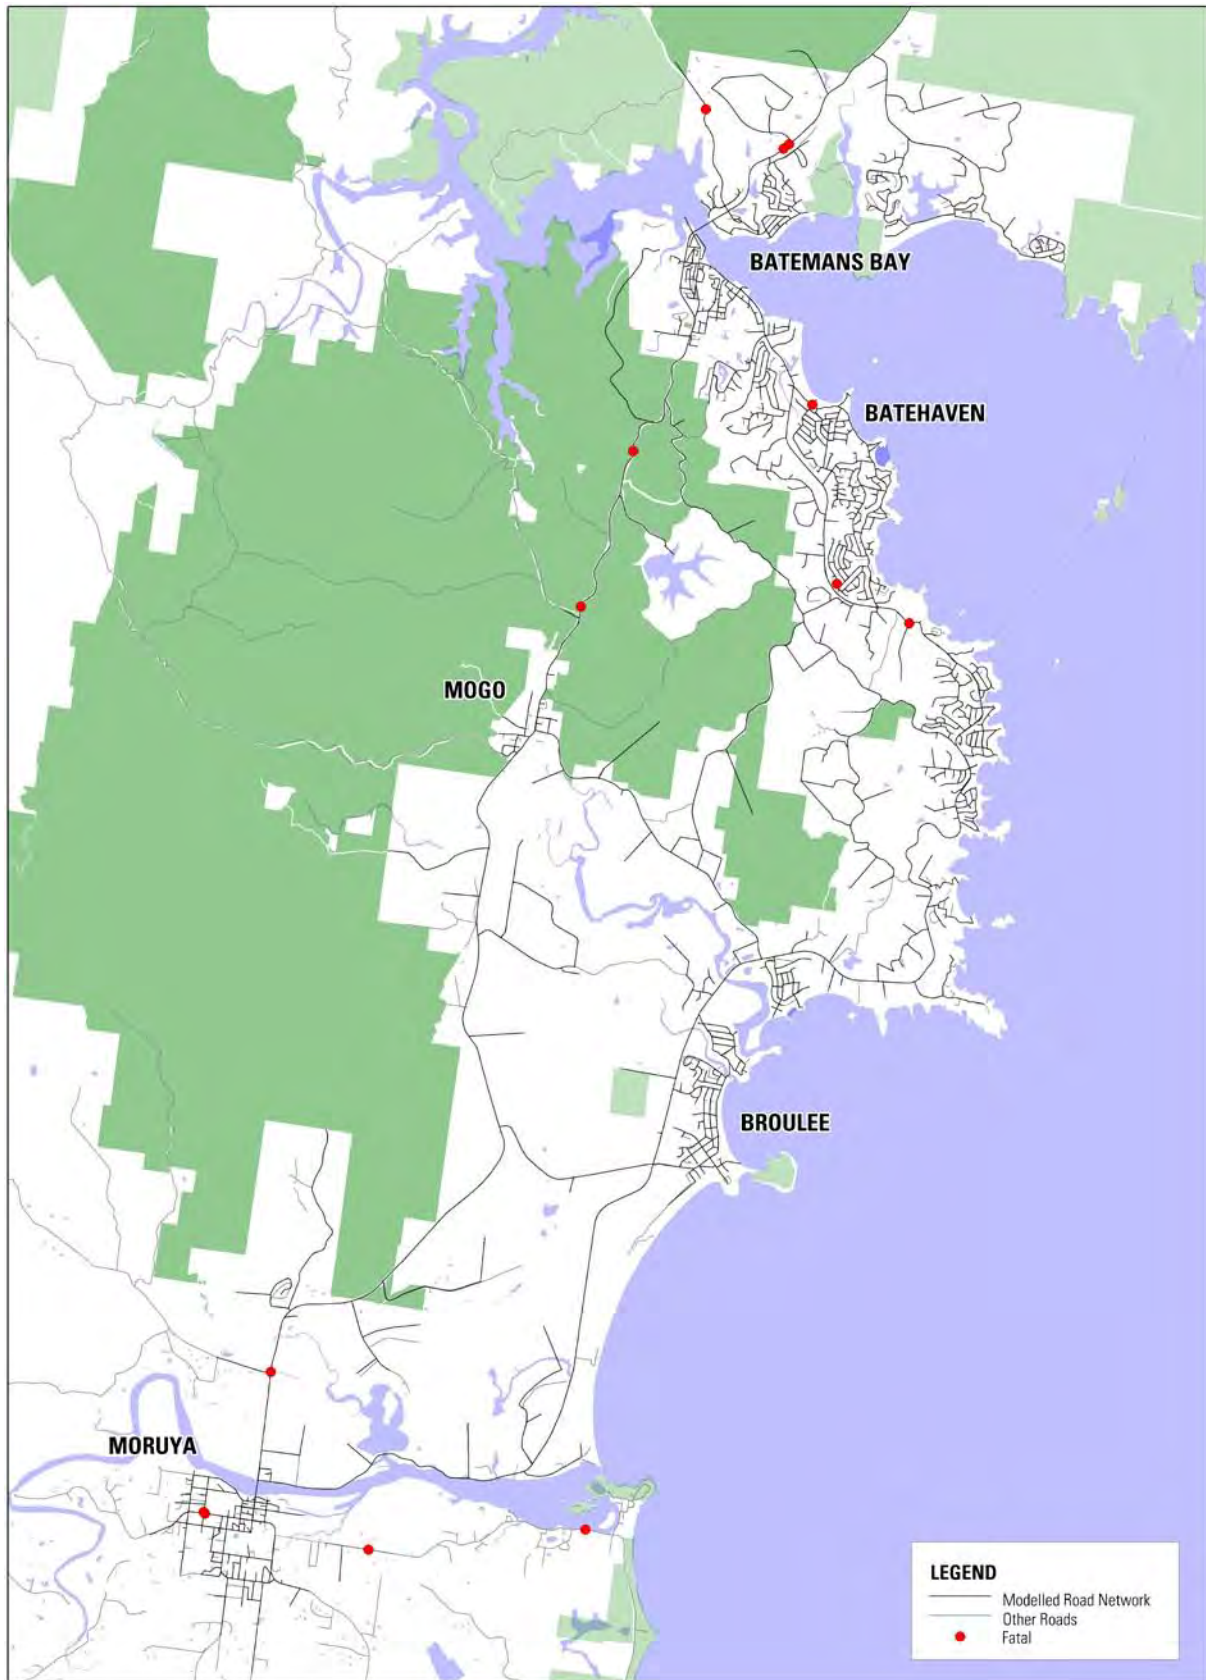 BATEMANS BAY
BATEHAVEN
MOGO
BROULEE
MORUYA
LEGEND
Modelled Road Network
Other Roads
Fatal